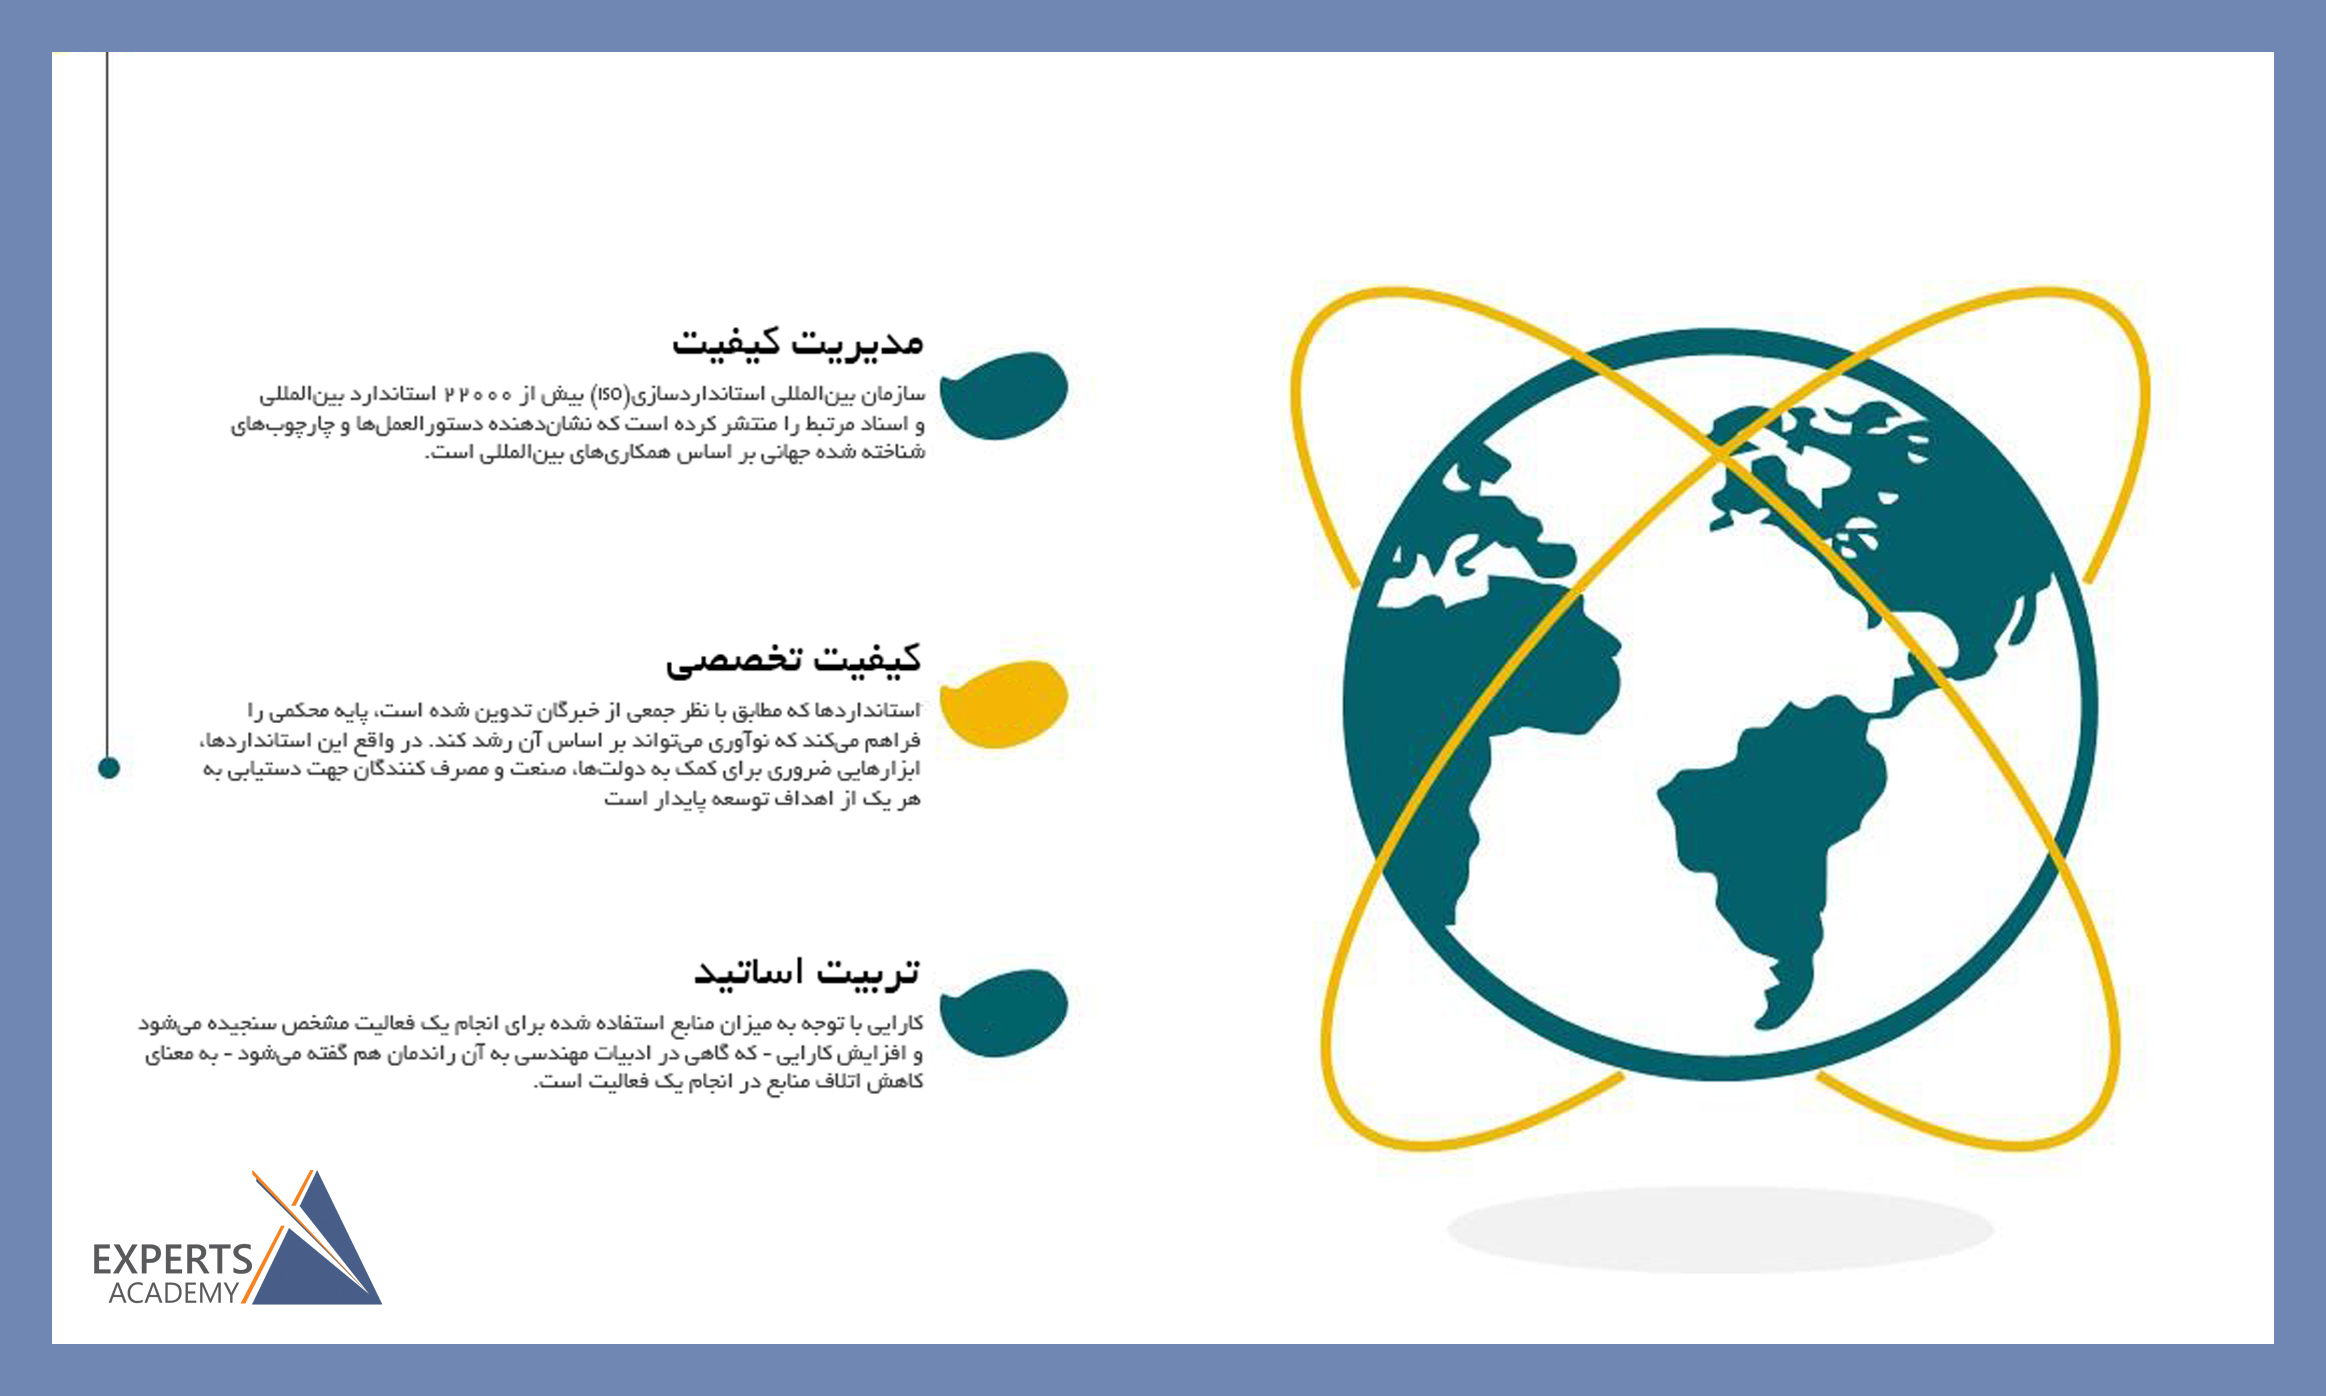 مدیریت کیفیت
سازمان بین‌المللی استانداردسازی(ISO) بیش از ۲۲۰۰۰ استاندارد بین‌المللی
و اسناد مرتبط را منتشر کرده است که نشان‌دهنده دستورالعمل‌ها و چارچوب‌های
شناخته شده جهانی بر اساس همکاری‌های بین‌المللی است.
کیفیت تخصصی
استانداردها که مطابق با نظر جمعی از خبرگان تدوین شده است، پایه محکمی را
فراهم می‌کند که نوآوری می‌تواند بر اساس آن رشد کند. در واقع این استانداردها،
ابزارهایی ضروری برای کمک به دولت‌ها، صنعت و مصرف کنندگان جهت دستیابی به
هر یک از اهداف توسعه پایدار است
تربیت اساتید
کارایی با توجه به میزان منابع استفاده شده برای انجام یک فعالیت مشخص سنجیده می‌شود
و افزایش کارایی - که گاهی در ادبیات مهندسی به آن راندمان هم گفته می‌شود - به معنای
کاهش اتلاف منابع در انجام یک فعالیت است.
EXPERTS
ACADEMY